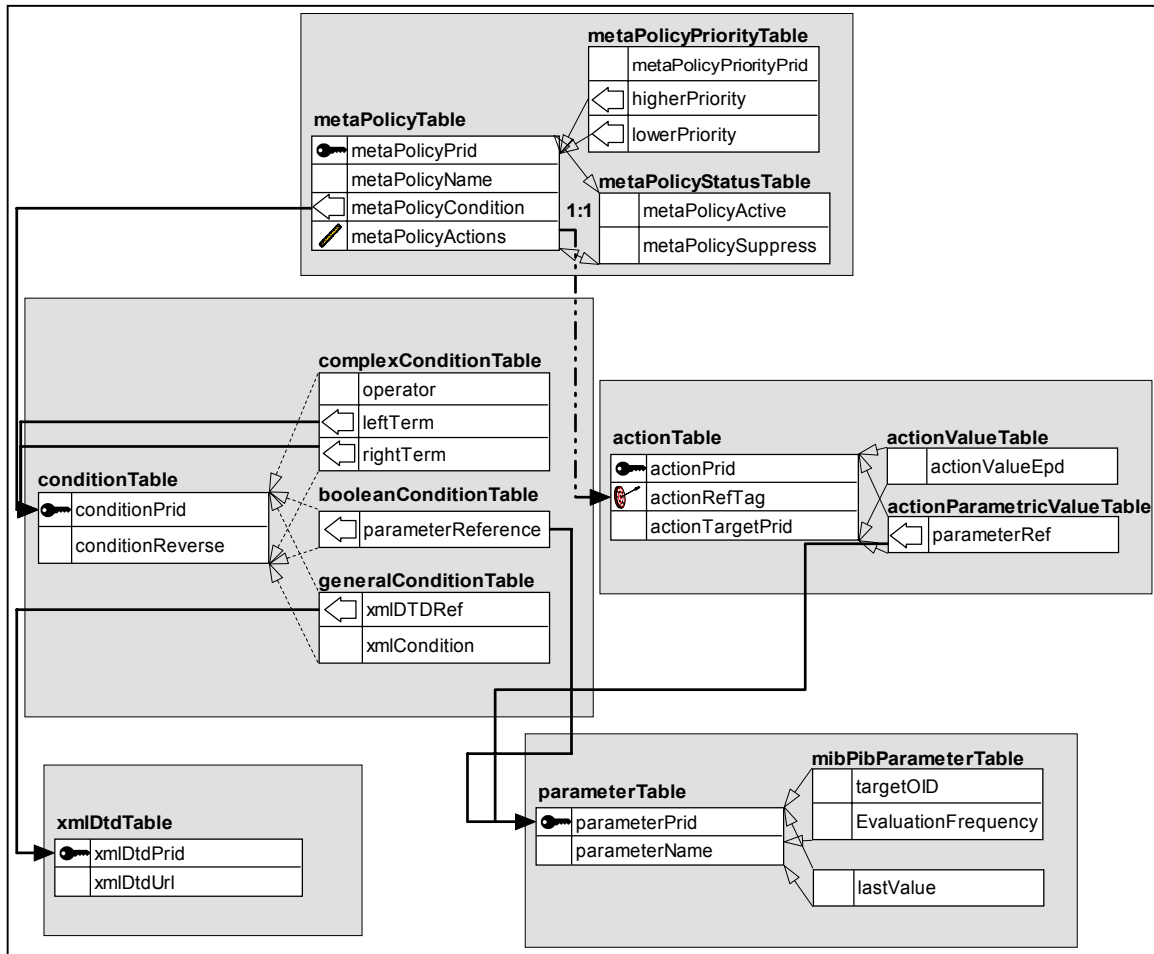 metaPolicyPriorityTable
metaPolicyPriorityPrid
higherPriority
lowerPriority
metaPolicyTable
metaPolicyPrid
metaPolicyName
metaPolicyCondition
metaPolicyActions
1:1
metaPolicyStatusTable
metaPolicyActive
metaPolicySuppress
complexConditionTable
operator
leftTerm
rightTerm
conditionTable
conditionPrid
conditionReverse
booleanConditionTable
parameterReference
generalConditionTable
xmlDTDRef
xmlCondition
actionTable
actionPrid
actionRefTag
actionTargetPrid
actionValueTable
actionValueEpd
actionParametricValueTable
parameterRef
xmlDtdTable
xmlDtdPrid
xmlDtdUrl
parameterTable
parameterPrid
parameterName
mibPibParameterTable
targetOID
EvaluationFrequency
lastValue